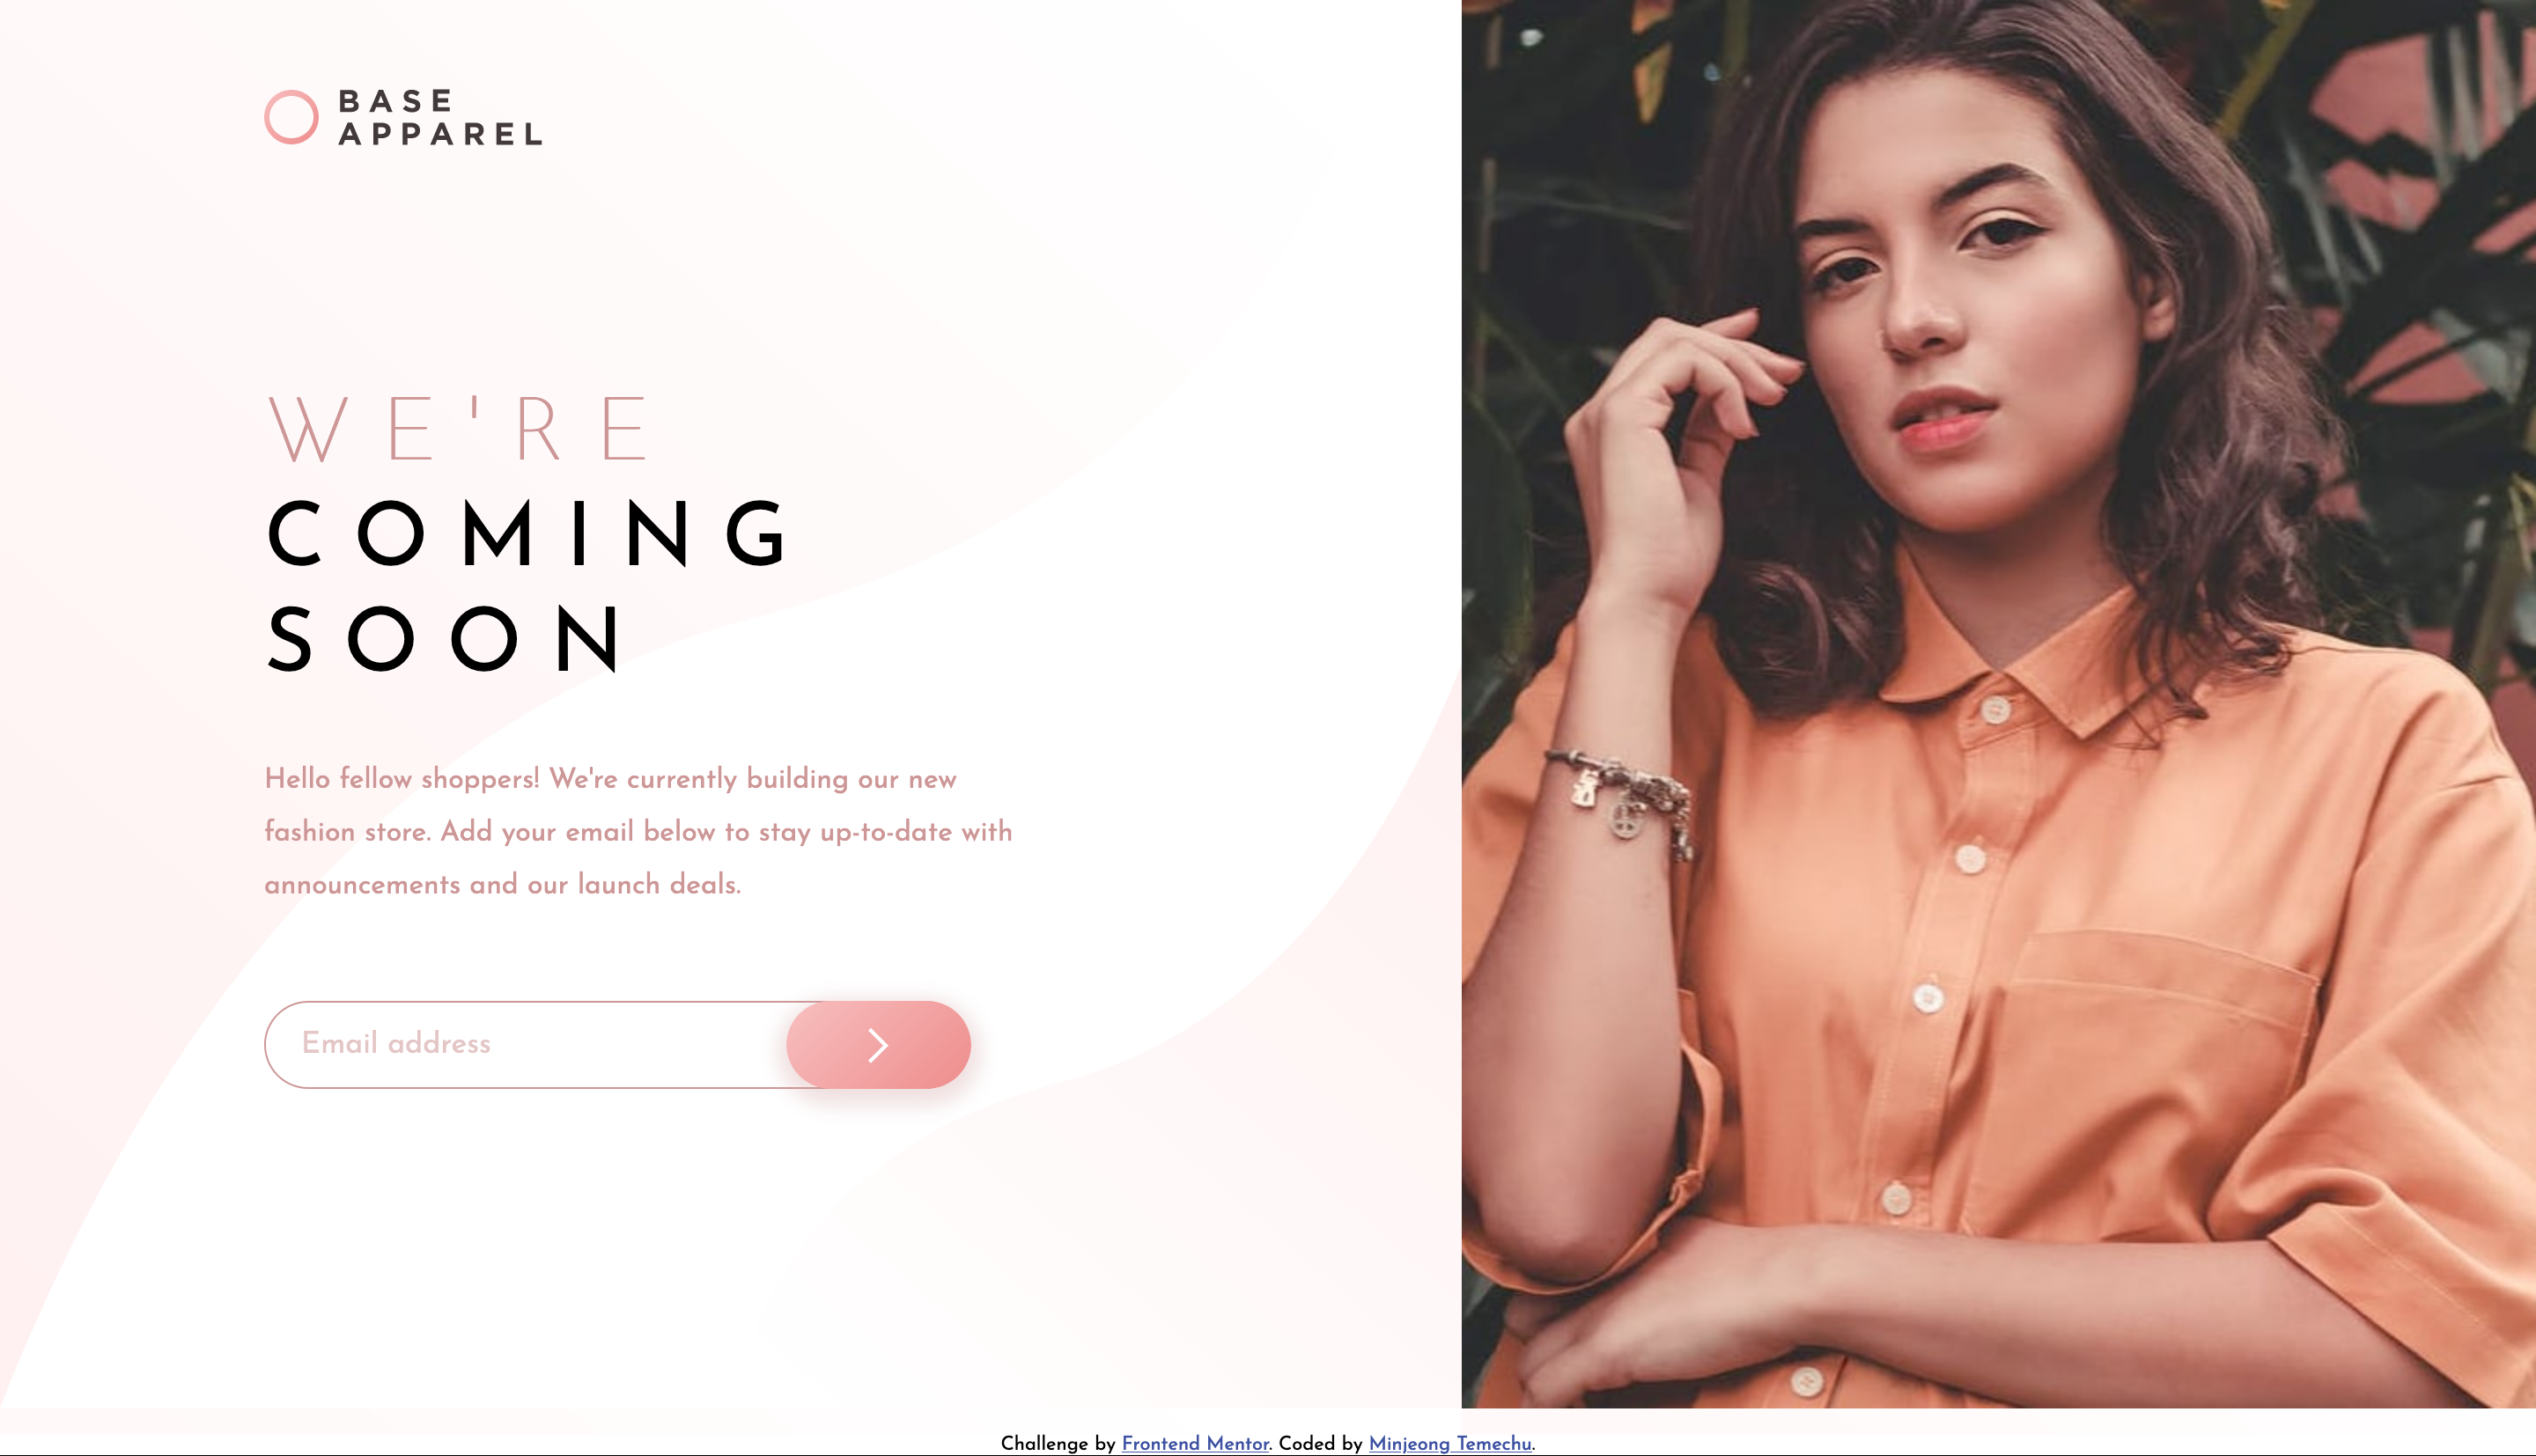 BASE
APPAREL
WE'RE
COMING
SOON
Hello fellow shoppers! We're currently building our new
fashion store. Add your email below to stay up-to-date with
announcements and our launch deals.
Email address
Challenge by Frontend Mentor. Coded by Minjeong Temechu.